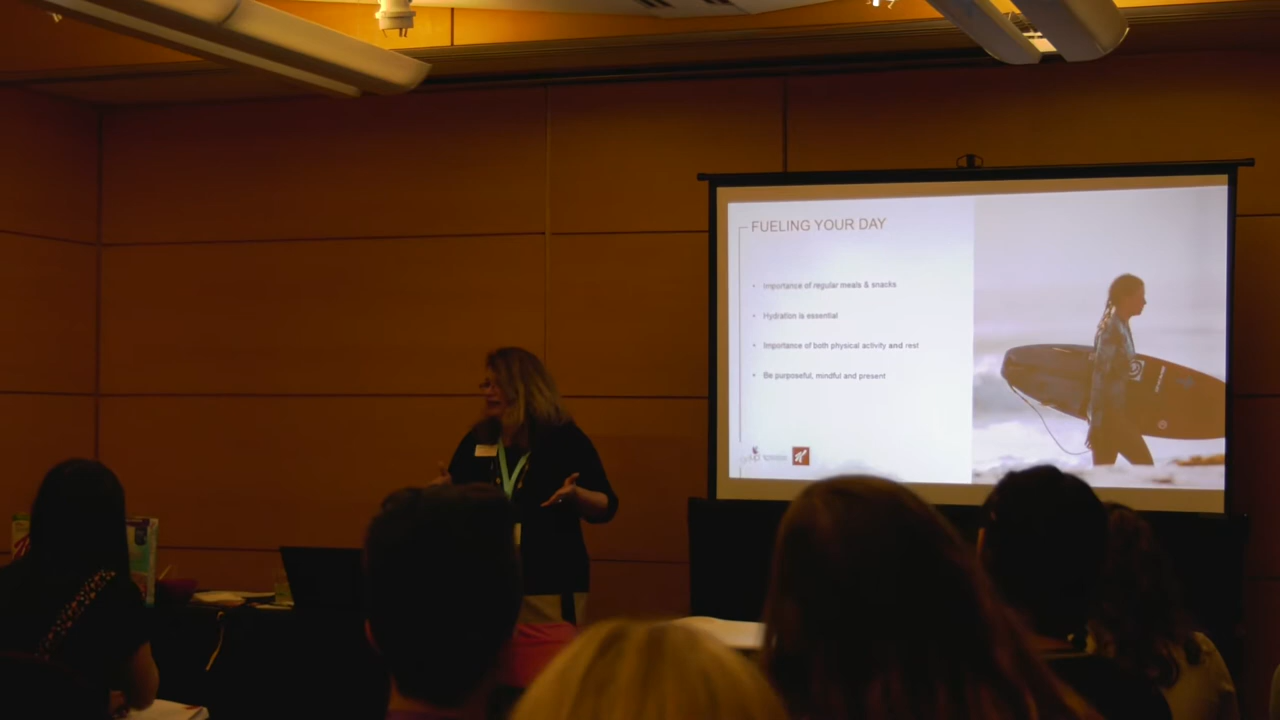 FUELING YOUR DAY
• Importance of regular meals & snacks
• Hydration is essential
• Importance of both physical activity and rest
• Be purposeful, mindful and present